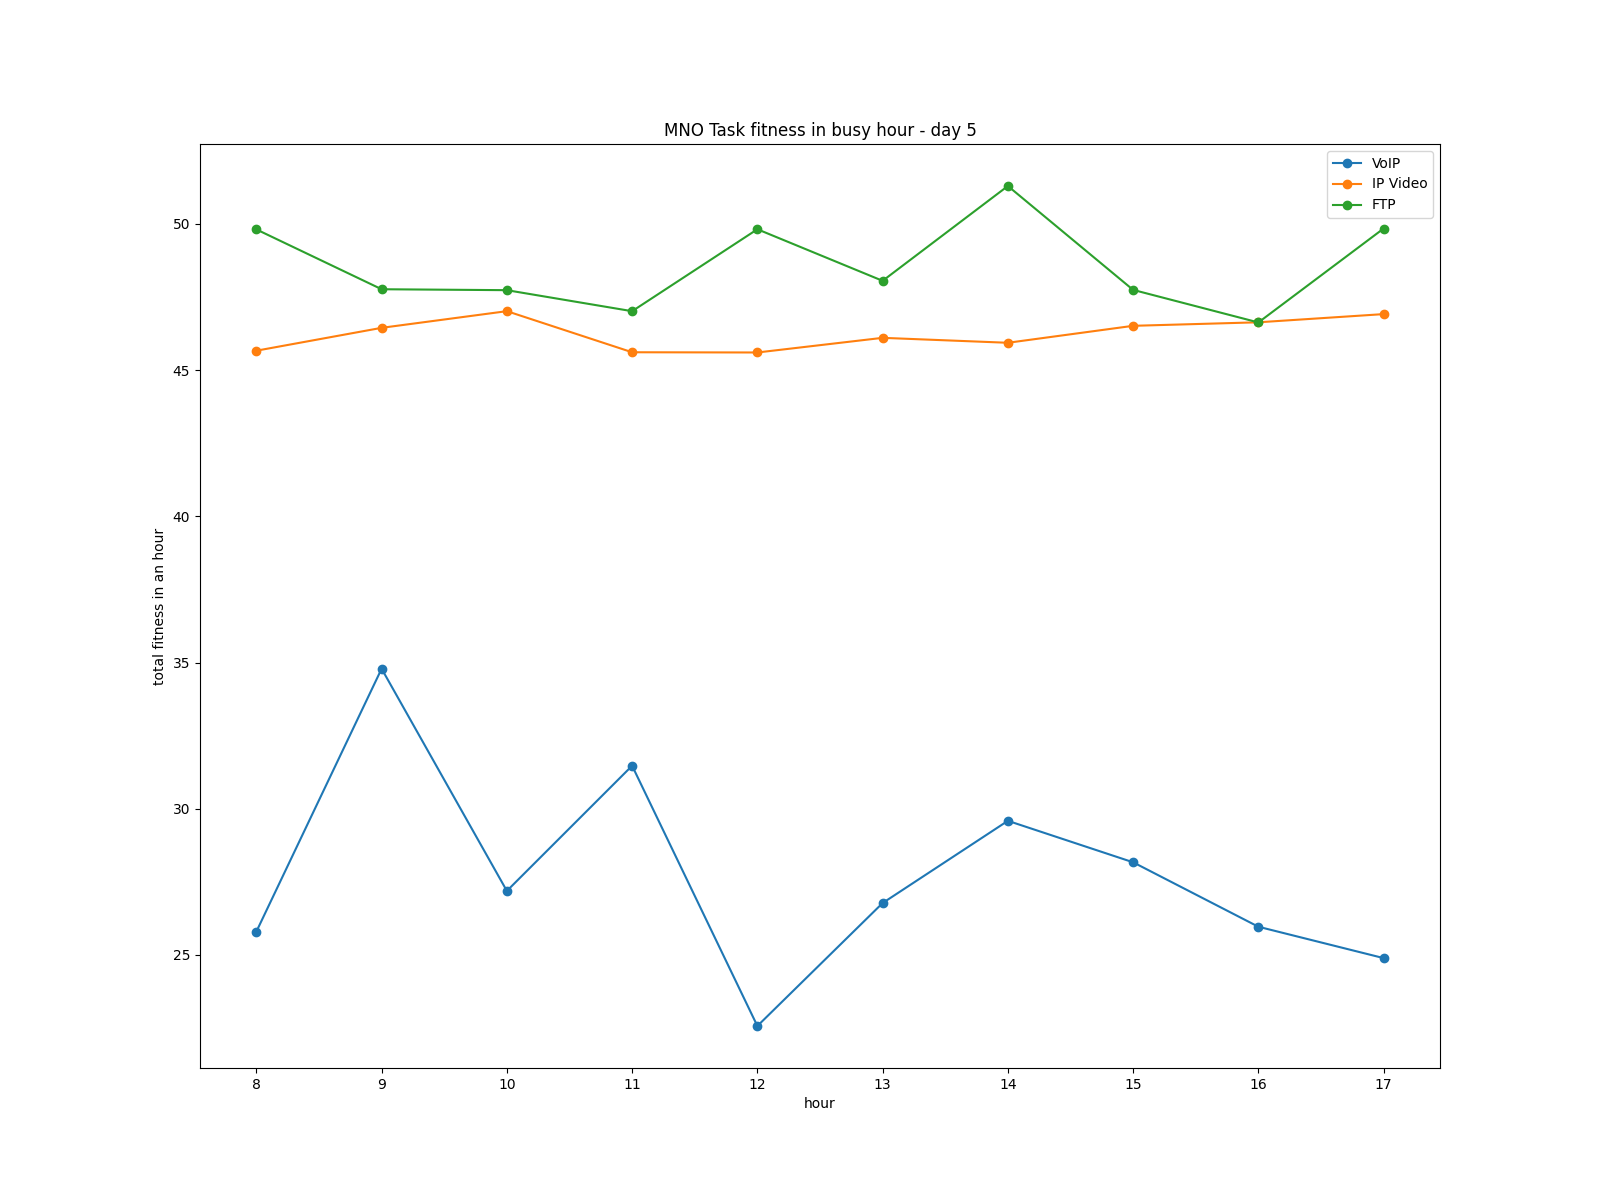 MNO Task fitness in busy hour - day 5
VoIP
IP Video
FTP
50
45
40
35
30
25
total fitness in an hour
8 9 10 11 12 13 14 15 16 17
hour